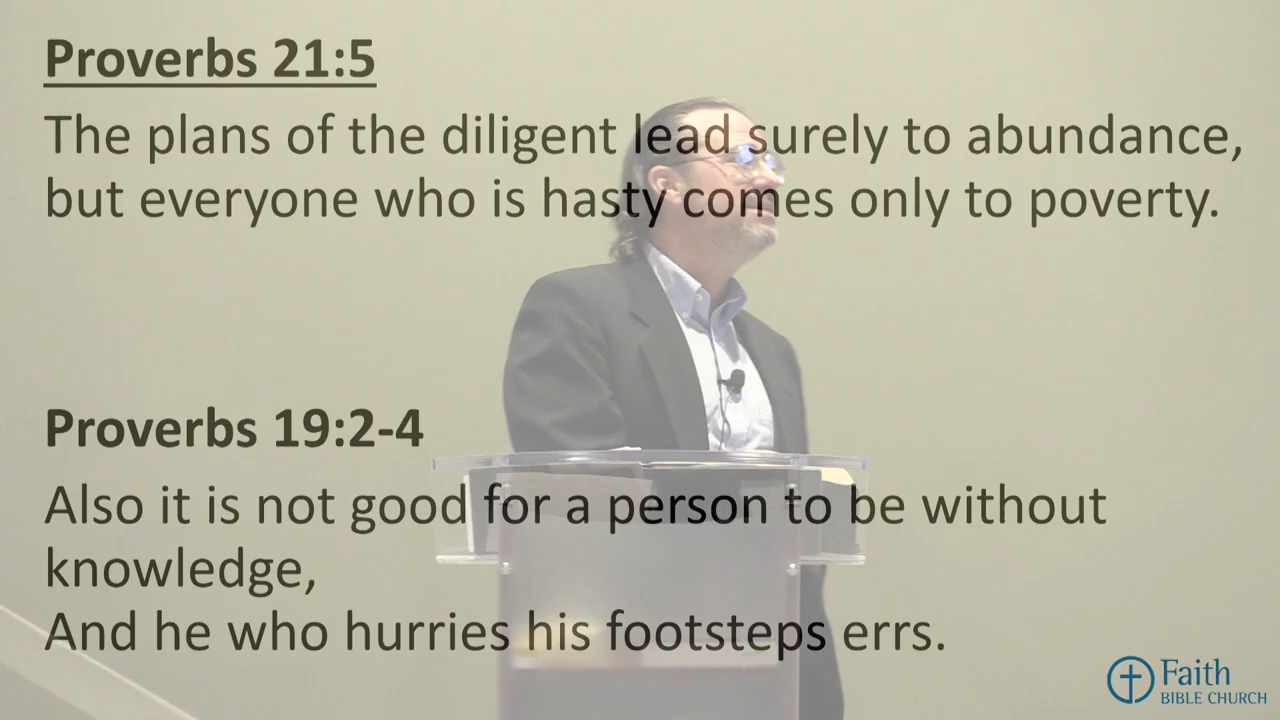 Proverbs 21:5
The plans of the diligent lead surely to abundance,
but everyone who is hasty comes only to poverty.
Proverbs 19:2-4
Also it is not good for a person to be without
knowledge,
And he who hurries his footsteps errs.
Faith
BIBLE CHURCH